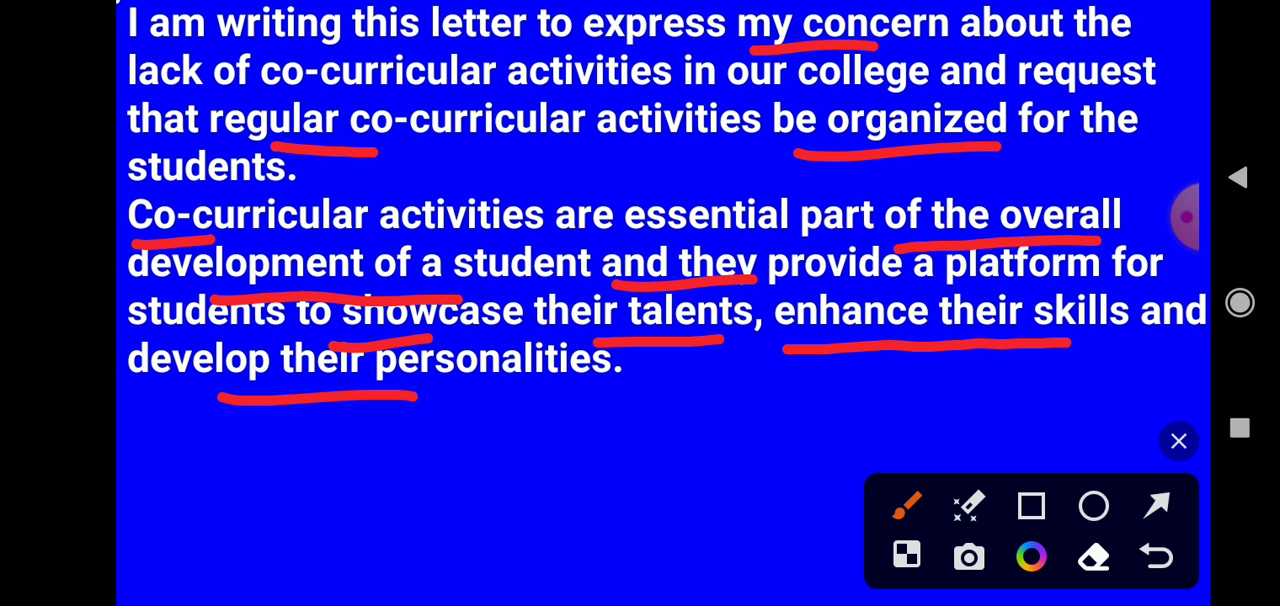 I am writing this letter to express my concern about the
lack of co-curricular activities in our college and request
that regular co-curricular activities be organized for the
students.
Co-curricular activities are essential part of the overall
development of a student and they provide a platform for
students to showcase their talents, enhance their skills and
develop their personalities.